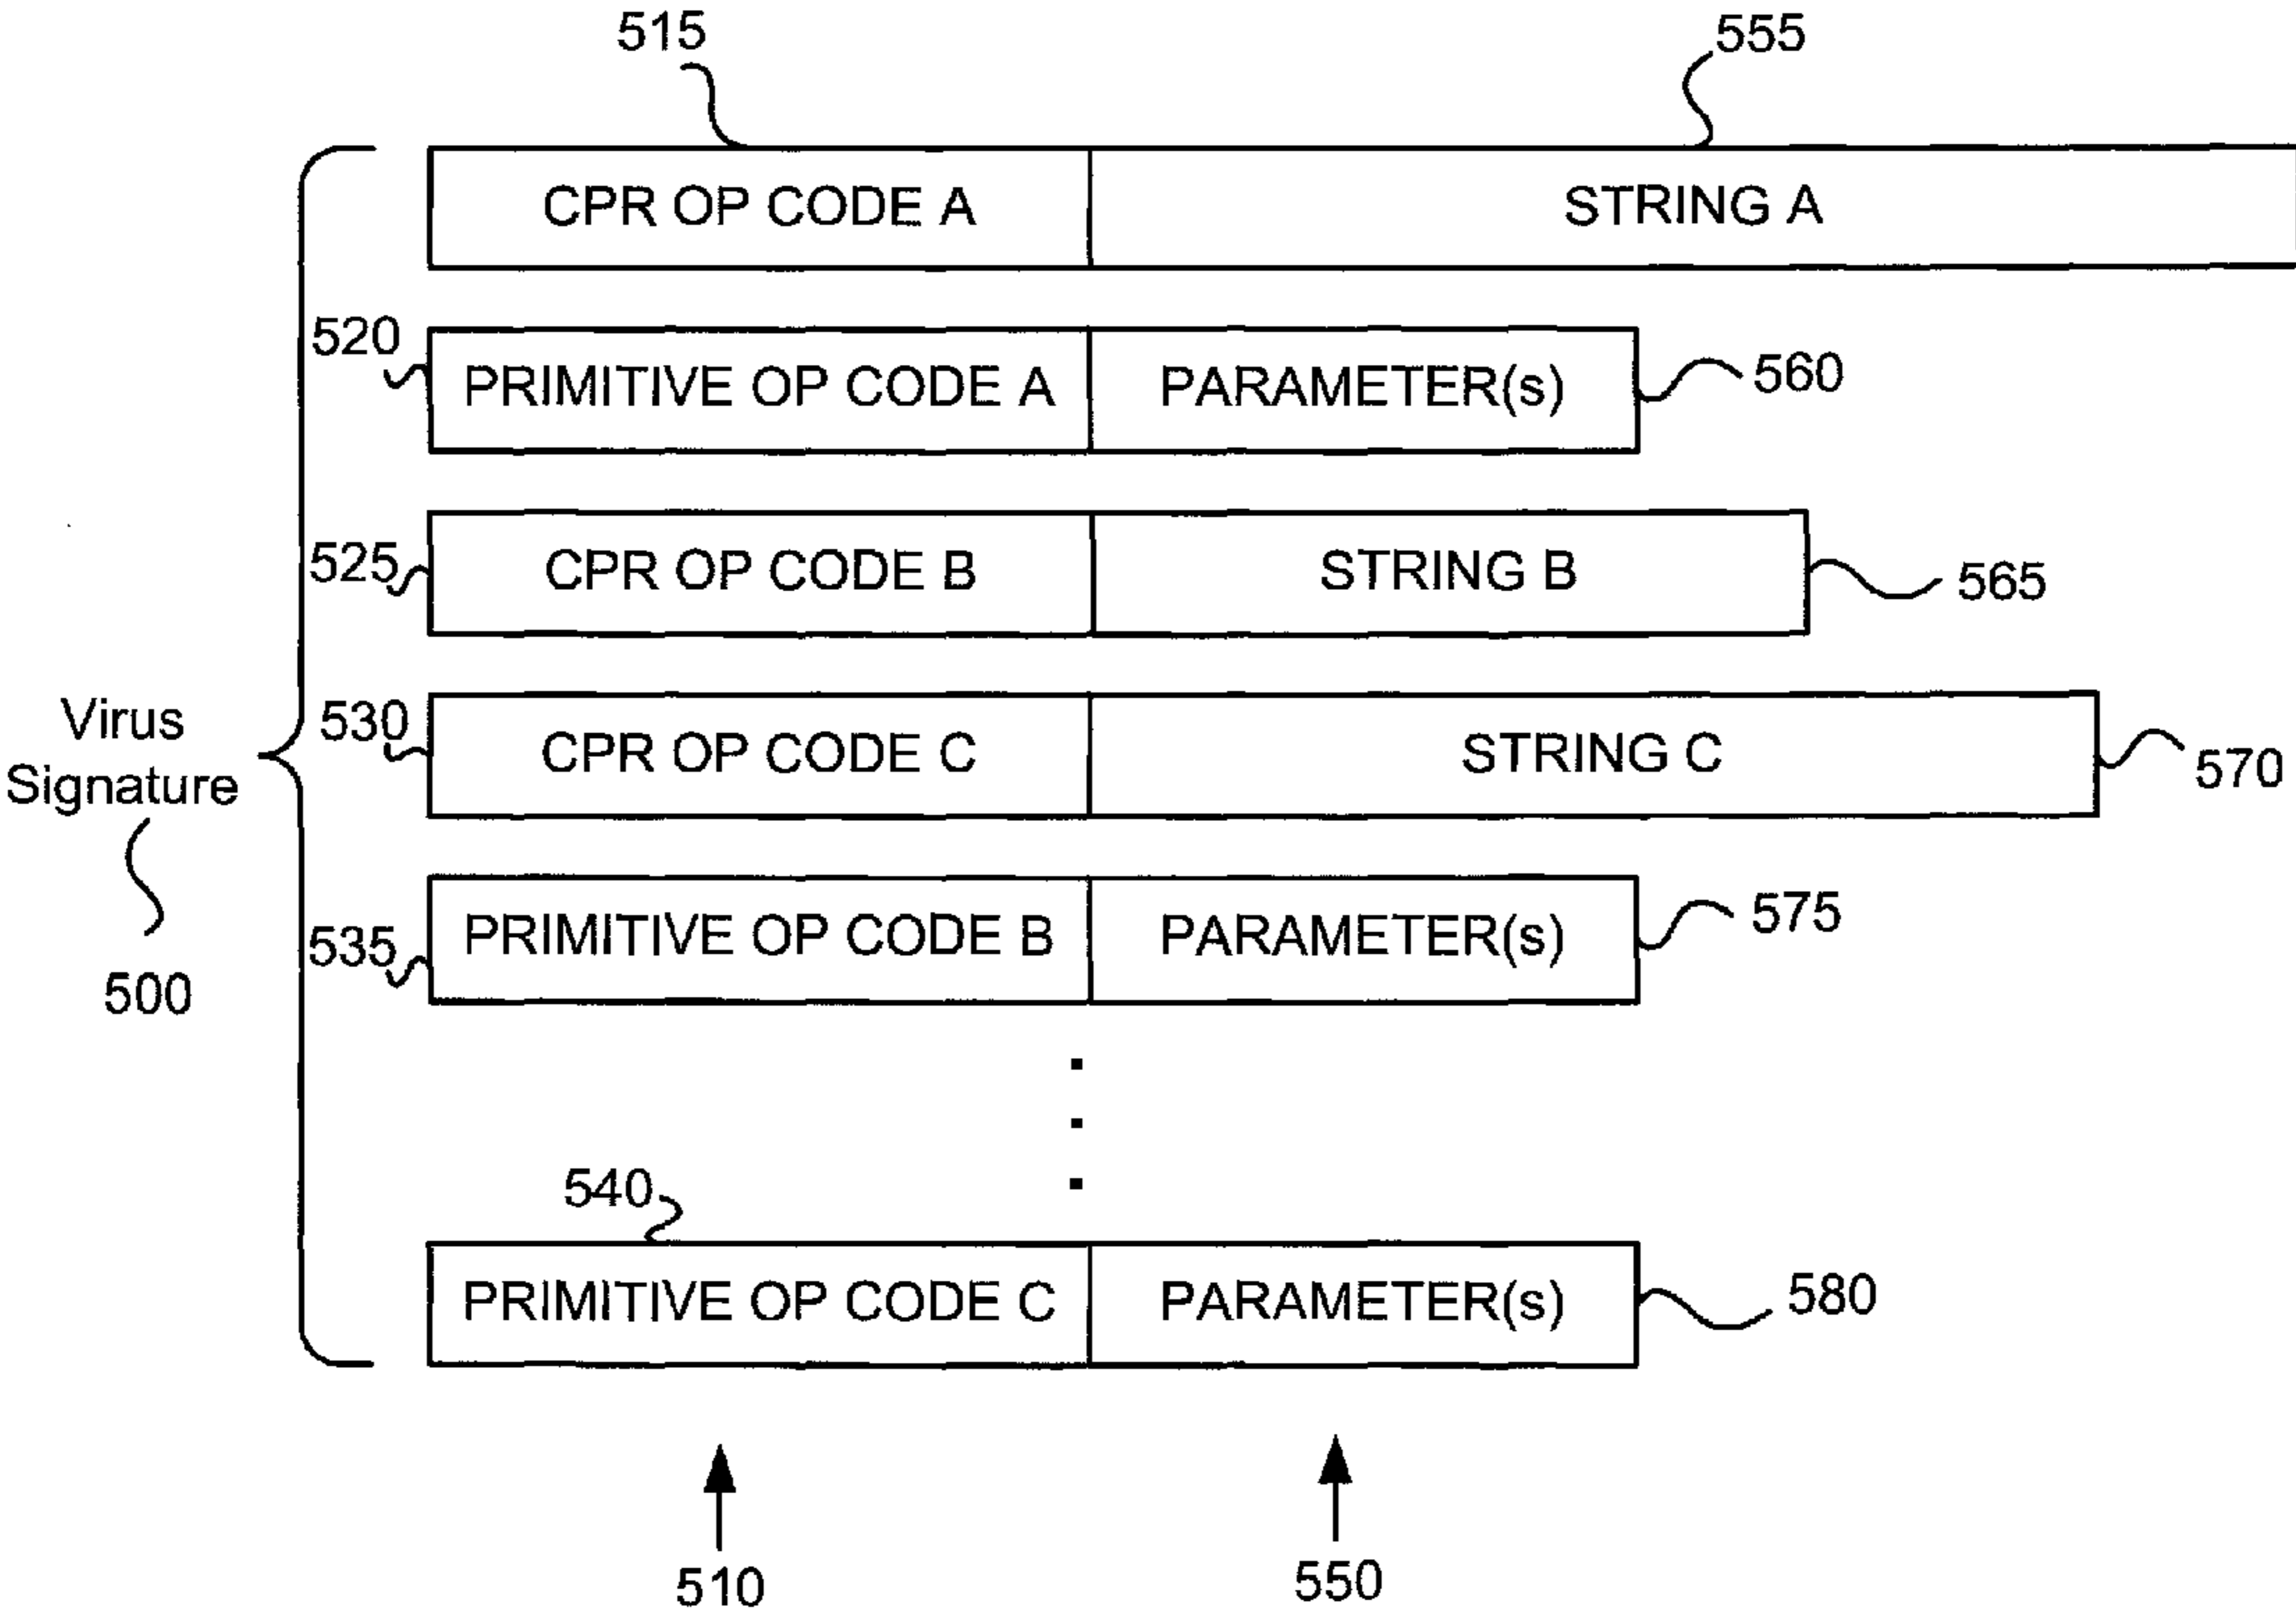 515
555
CPR OP CODE A
STRING A
520
PRIMITIVE OP CODE A
PARAMETER(s)
560
525
CPR OP CODE B
STRING B
565
Virus
Signature
500
530
CPR OP CODE C
STRING C
570
535
PRIMITIVE OP CODE B
PARAMETER(s)
575
540
PRIMITIVE OP CODE C
PARAMETER(s)
580
510
550